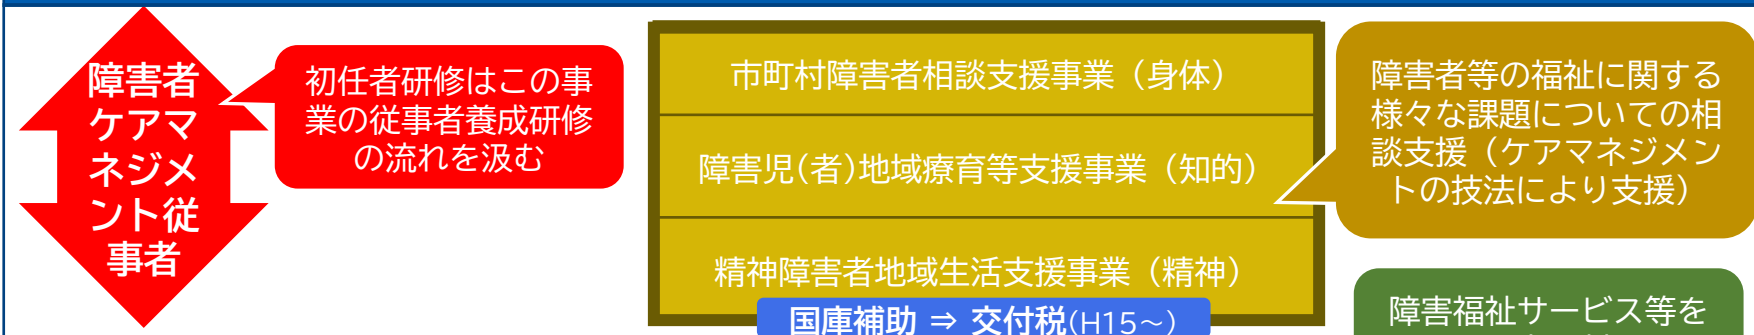 障害者
ケアマ
ネジメ
ント従
事者
初任者研修はこの事
業の従事者養成研修
の流れを汲む
市町村障害者相談支援事業（身体）
障害児(者)地域療育等支援事業（知的）
精神障害者地域生活支援事業（精神）
国庫補助 ⇒ 交付税(H15～)
障害者等の福祉に関する
様々な課題についての相
談支援（ケアマネジメン
トの技法により支援）
障害福祉サービス等を